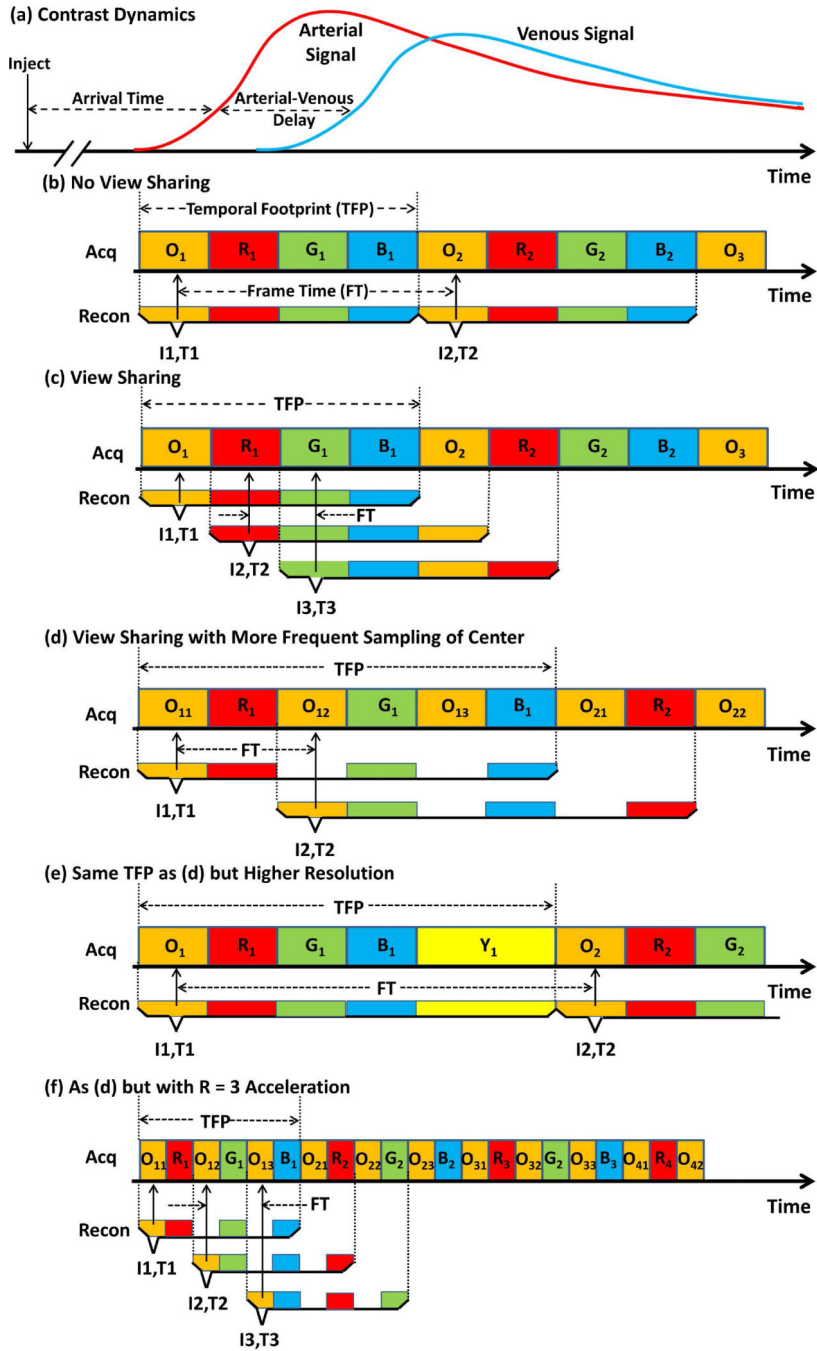 (a) Contrast Dynamics
Inject
Arrival Time
Arterial Signal
Arterial-Venous Delay
Venous Signal
Time
(b) No View Sharing
Temporal Footprint (TFP)
Acq O1 R1 G1 B1 O2 R2 G2 B2 O3
Time
Frame Time (FT)
Recon
I1,T1 I2,T2
(c) View Sharing
TFP
Acq O1 R1 G1 B1 O2 R2 G2 B2 O3
Time
Recon
FT
I1,T1
I2,T2
I3,T3
(d) View Sharing with More Frequent Sampling of Center
TFP
Acq O11 R1 O12 G1 O13 B1 O21 R2 O22
Time
FT
Recon
I1,T1
I2,T2
(e) Same TFP as (d) but Higher Resolution
TFP
Acq O1 R1 G1 B1 Y1 O2 R2 G2
Time
FT
Recon
I1,T1 I2,T2
(f) As (d) but with R = 3 Acceleration
TFP
Acq O11 R1 O12 G1 O13 B1 O21 R2 O22 G2 O23 B2 O31 R3 O32 G2 O33 B3 O41 R4 O42
Time
FT
Recon
I1,T1
I2,T2
I3,T3